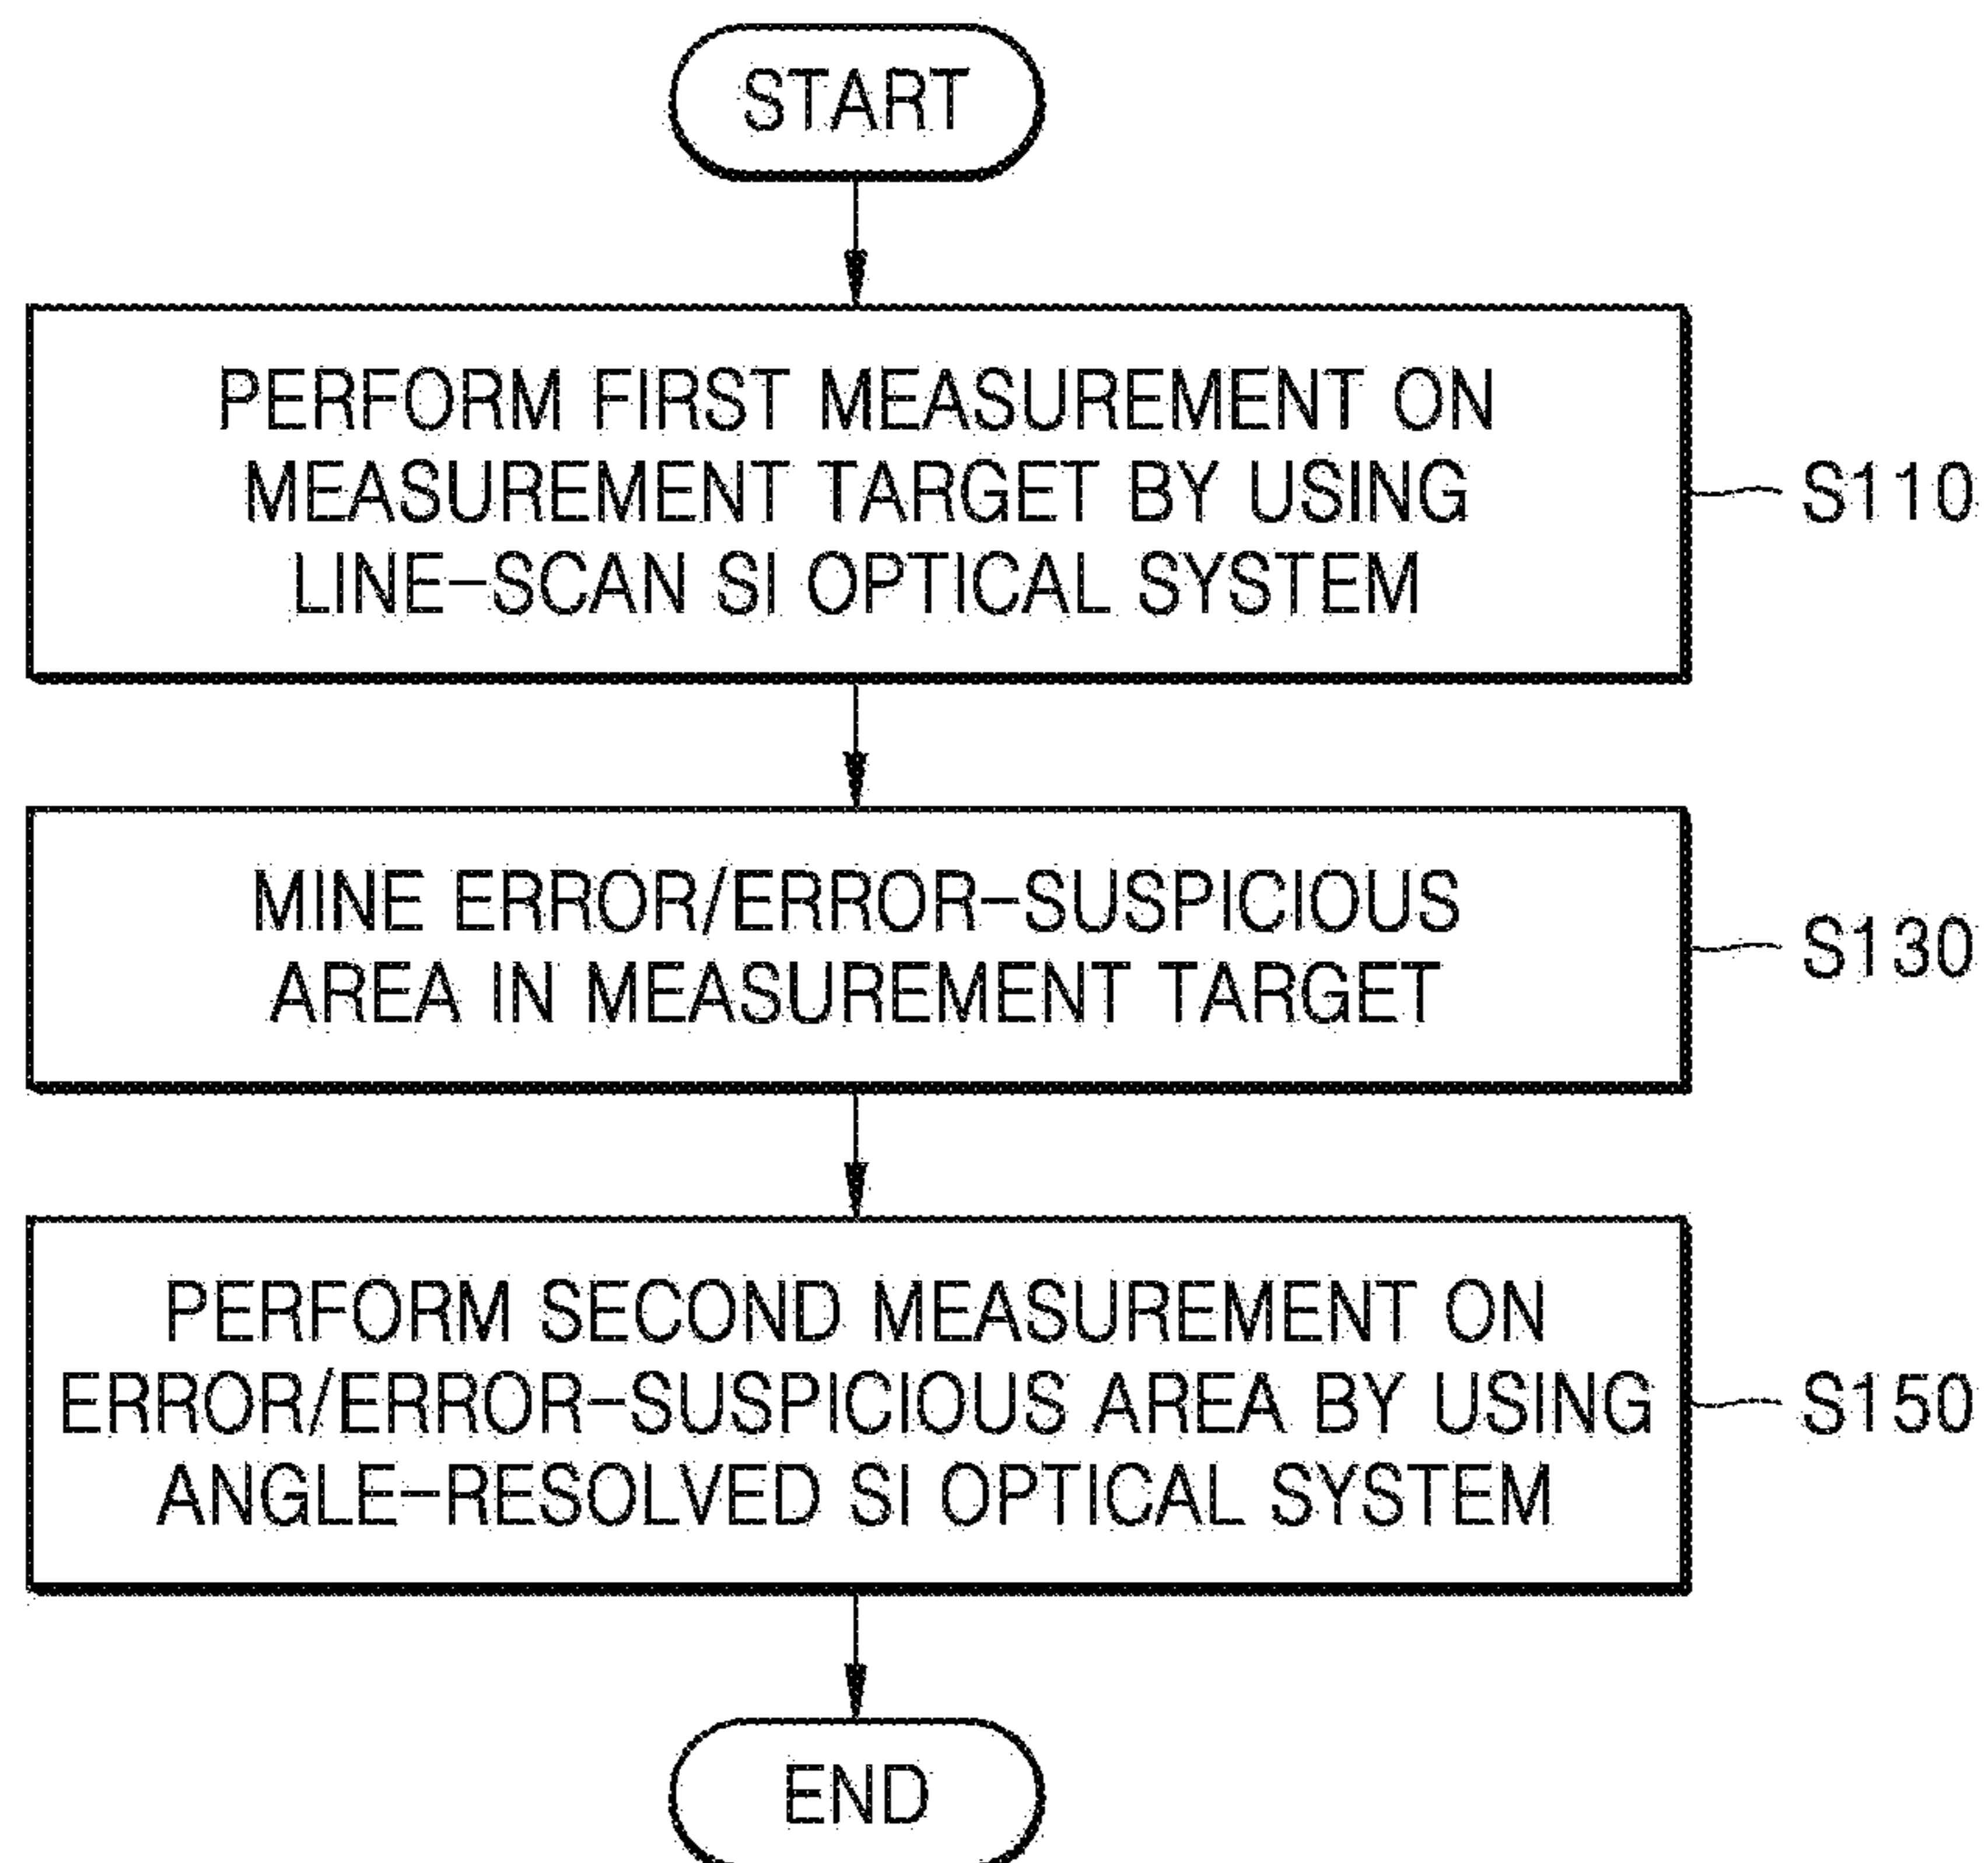 START
PERFORM FIRST MEASUREMENT ON
MEASUREMENT TARGET BY USING
LINE-SCAN SI OPTICAL SYSTEM
S110
MINE ERROR/ERROR-SUSPICIOUS
AREA IN MEASUREMENT TARGET
S130
PERFORM SECOND MEASUREMENT ON
ERROR/ERROR-SUSPICIOUS AREA BY USING
ANGLE-RESOLVED SI OPTICAL SYSTEM
S150
END